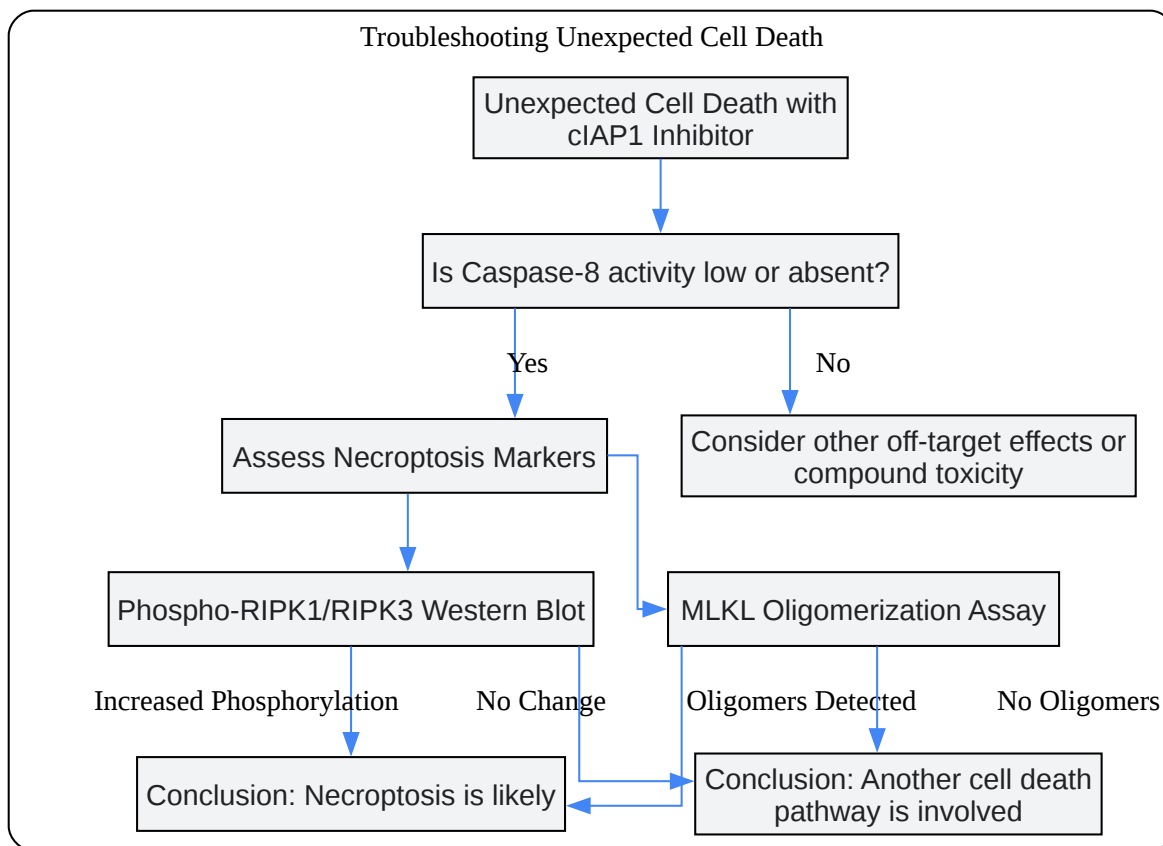 Troubleshooting Unexpected Cell Death
Unexpected Cell Death with
cIAP1 Inhibitor
Is Caspase-8 activity low or absent?
Yes
No
Assess Necroptosis Markers
Consider other off-target effects or
compound toxicity
Phospho-RIPK1/RIPK3 Western Blot
MLKL Oligomerization Assay
Increased Phosphorylation
No Change
Oligomers Detected
No Oligomers
Conclusion: Necroptosis is likely
Conclusion: Another cell death
pathway is involved